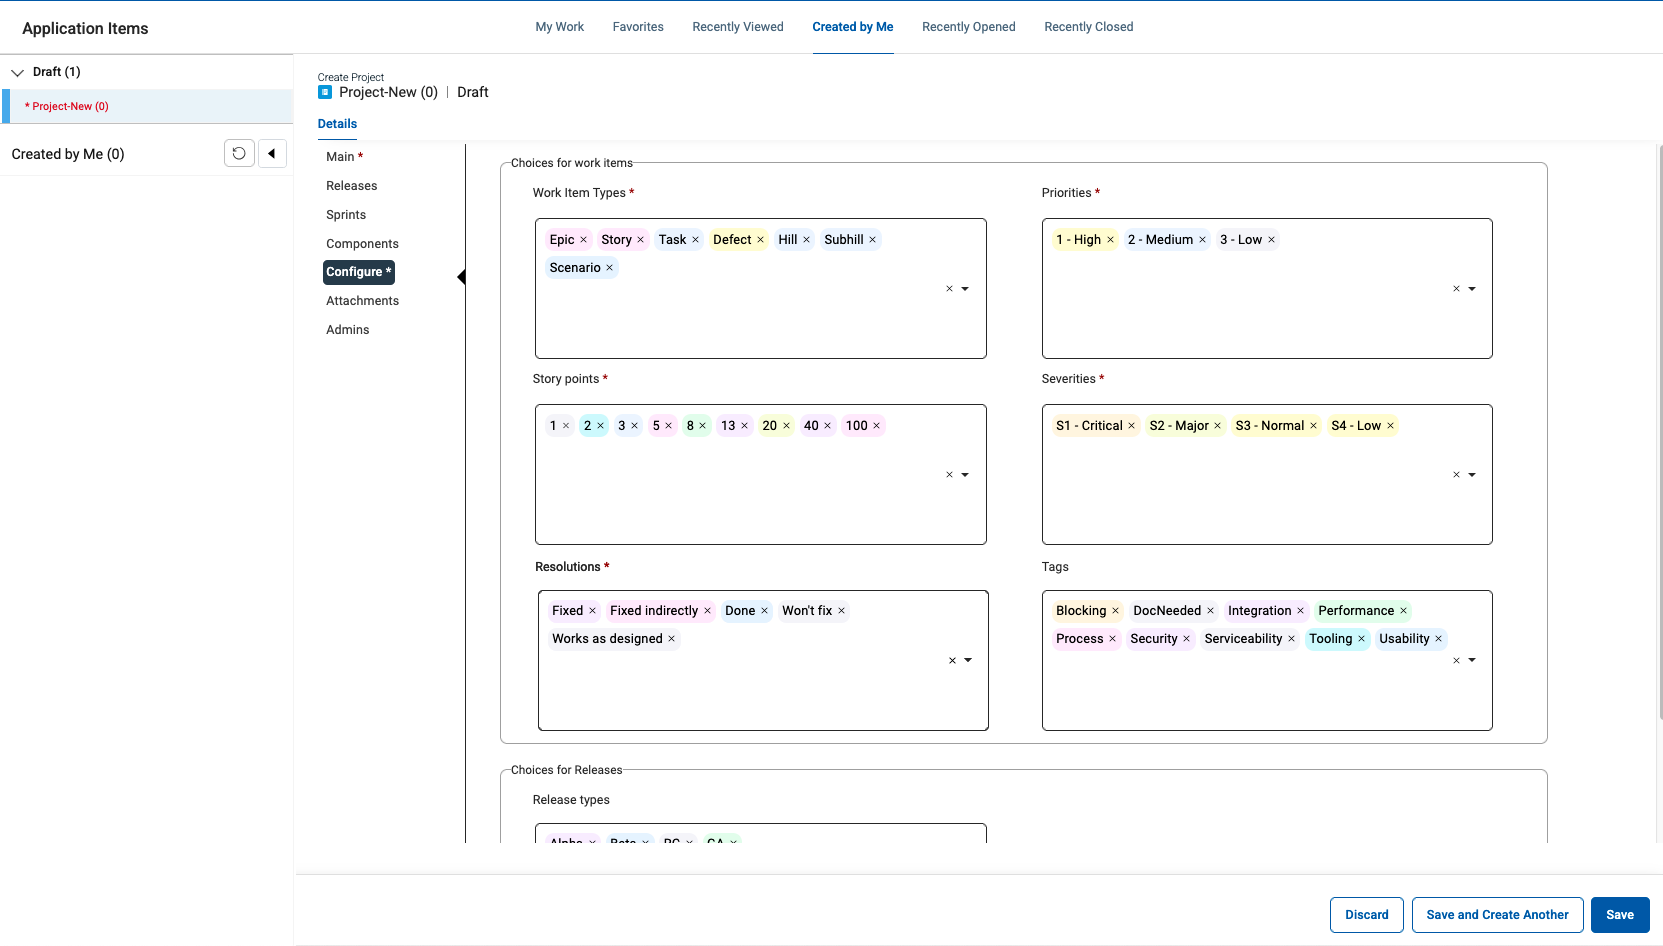 Application Items
My Work Favorites Recently Viewed Created by Me Recently Opened Recently Closed
Draft (1)
* Project-New (0)
Created by Me (0)
Create Project
Project-New (0) | Draft
Details
Main *
Releases
Sprints
Components
Configure *
Attachments
Admins
Choices for work items
Work Item Types *
Epic × Story × Task × Defect × Hill × Subhill ×
Scenario ×
Priorities *
1 - High × 2 - Medium × 3 - Low ×
Story points *
1 × 2 × 3 × 5 × 8 × 13 × 20 × 40 × 100 ×
Severities *
S1 - Critical × S2 - Major × S3 - Normal × S4 - Low ×
Resolutions *
Fixed × Fixed indirectly × Done × Won't fix ×
Works as designed ×
Tags
Blocking × DocNeeded × Integration × Performance ×
Process × Security × Serviceability × Tooling × Usability ×
Choices for Releases
Release types
Alpha × Beta × RC × GA ×
Discard Save and Create Another Save